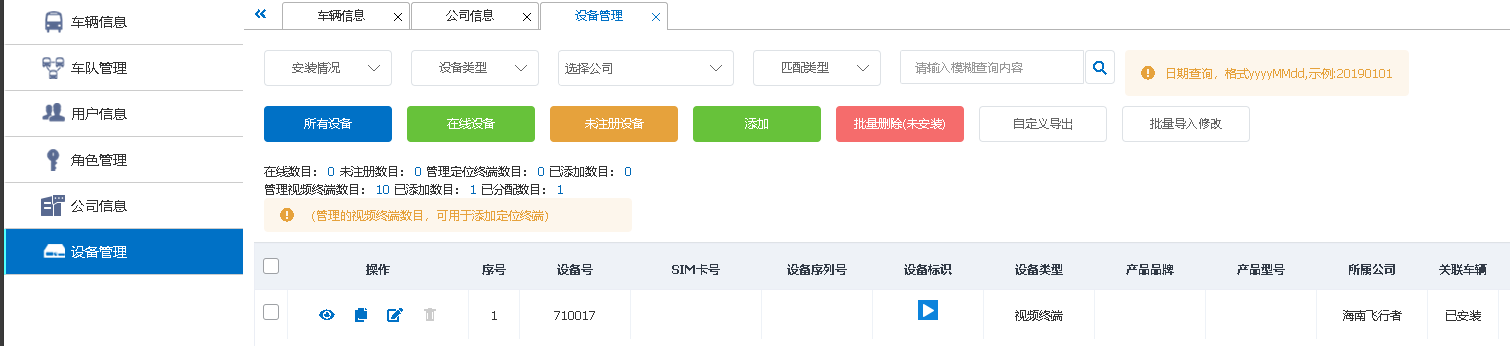 车辆信息
车队管理
用户信息
角色管理
公司信息
设备管理
车辆信息 公司信息 设备管理
安装情况 设备类型 选择公司 匹配类型 请输入模糊查询内容 日期查询，格式yyyyMMdd,示例:20190101
所有设备 在线设备 未注册设备 添加 批量删除(未安装) 自定义导出 批量导入修改
在线数目： 0 未注册数目： 0 管理定位终端数目： 0 已添加数目： 0
管理视频终端数目： 10 已添加数目： 1 已分配数目： 1
(管理的视频终端数目，可用于添加定位终端)
操作 序号 设备号 SIM卡号 设备序列号 设备标识 设备类型 产品品牌 产品型号 所属公司 关联车辆
1 710017 视频终端 海南飞行者 已安装